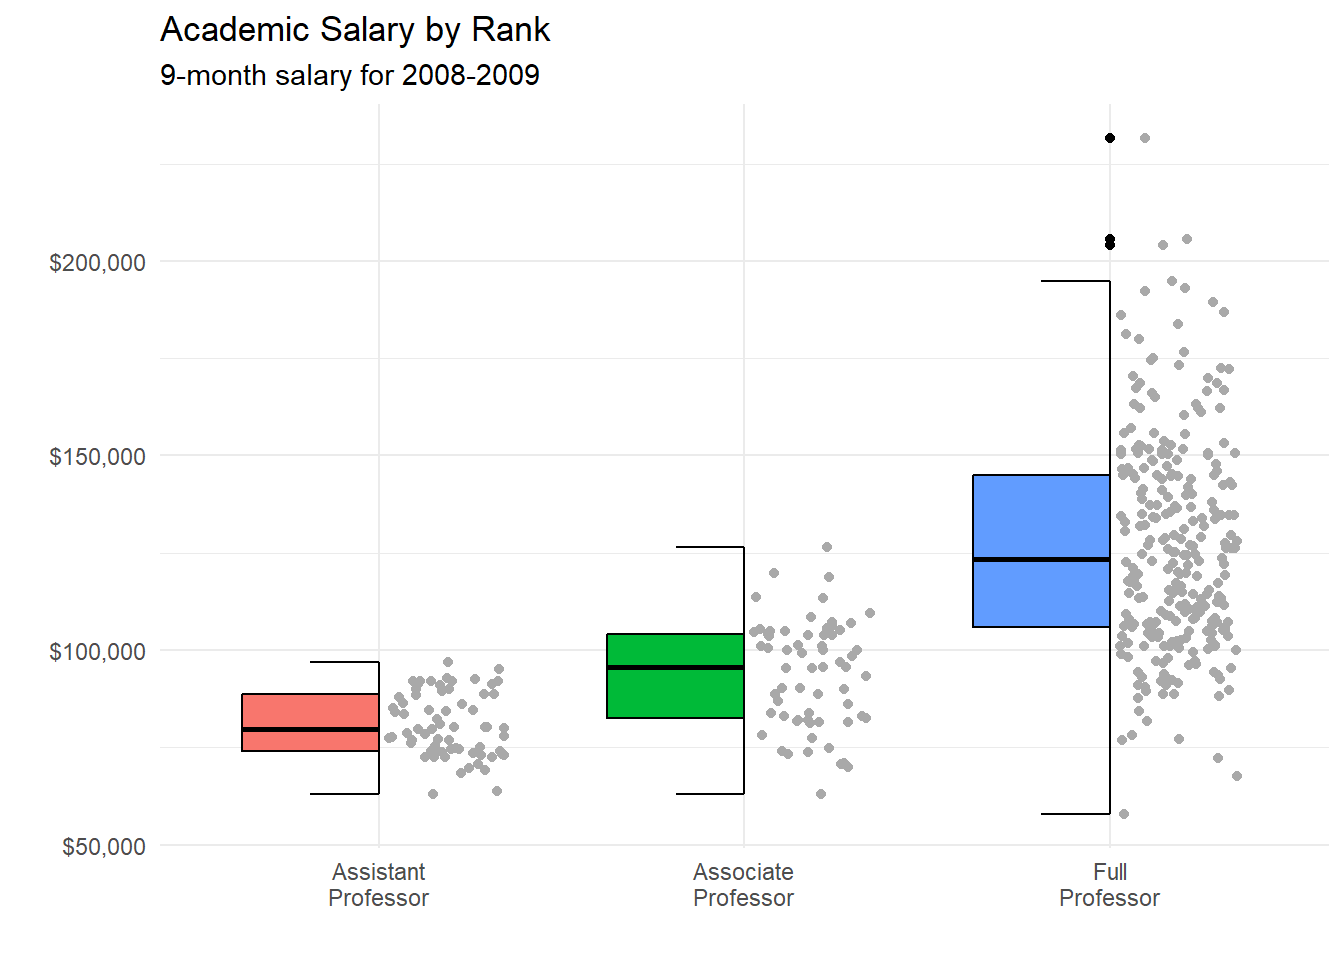 Academic Salary by Rank
9-month salary for 2008-2009
$200,000
$150,000
$100,000
$50,000
Assistant
Professor
Associate
Professor
Full
Professor